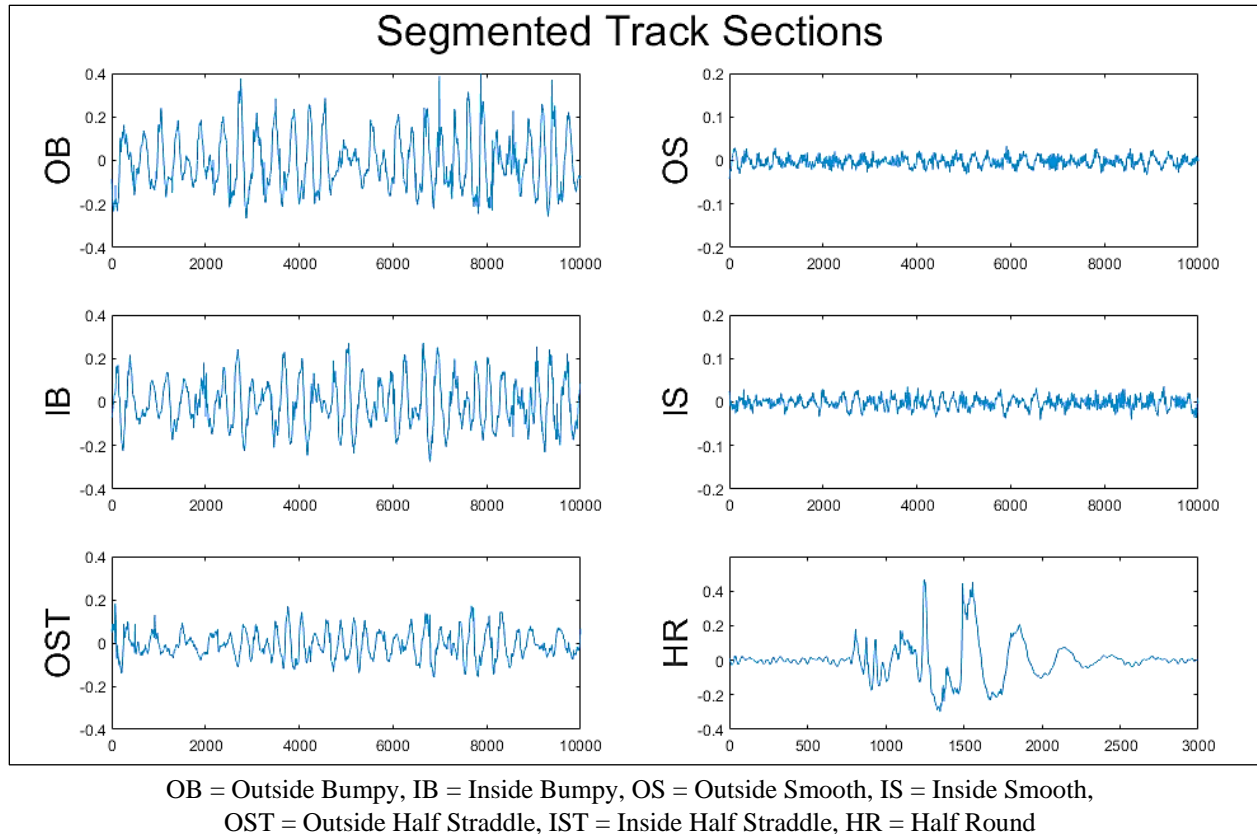 Segmented Track Sections
OB
0.4
0.2
0
-0.2
-0.4
0 2000 4000 6000 8000 10000
OS
0.2
0.1
0
-0.1
-0.2
0 2000 4000 6000 8000 10000
IB
0.4
0.2
0
-0.2
-0.4
0 2000 4000 6000 8000 10000
IS
0.2
0.1
0
-0.1
-0.2
0 2000 4000 6000 8000 10000
OST
0.4
0.2
0
-0.2
-0.4
0 2000 4000 6000 8000 10000
HR
0.4
0.2
0
-0.2
-0.4
0 500 1000 1500 2000 2500 3000
OB = Outside Bumpy, IB = Inside Bumpy, OS = Outside Smooth, IS = Inside Smooth,
OST = Outside Half Straddle, IST = Inside Half Straddle, HR = Half Round